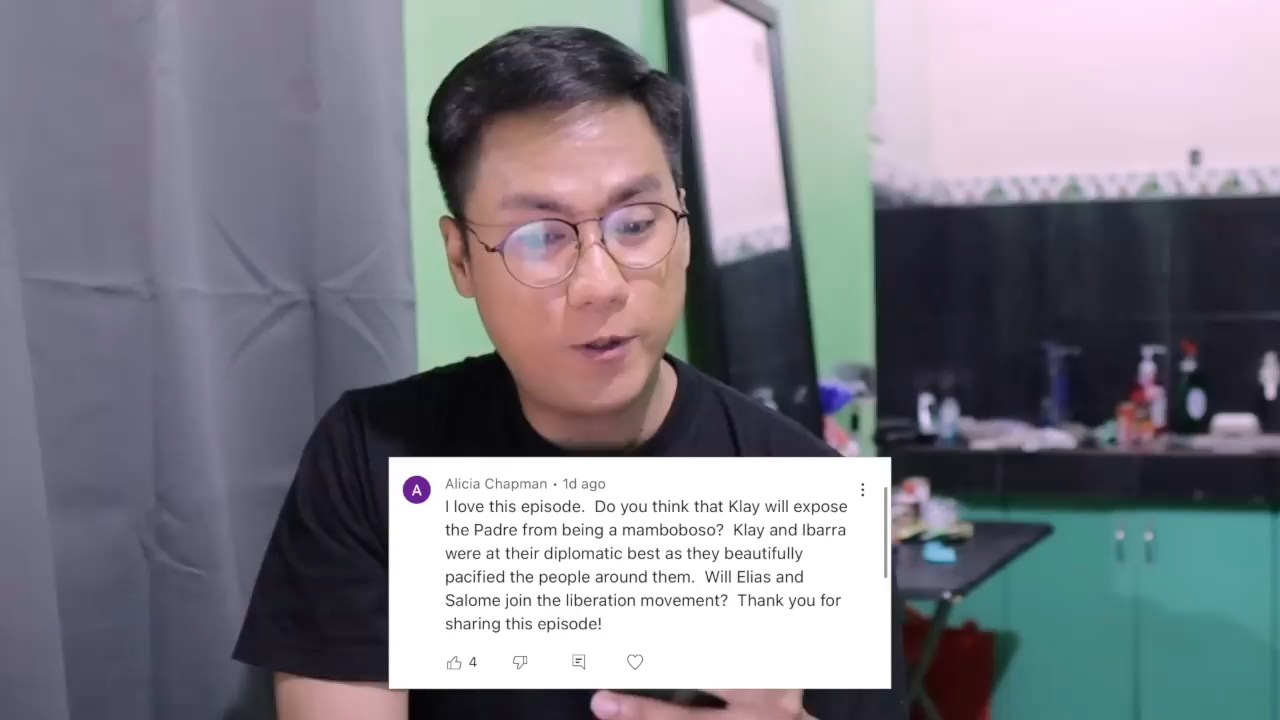 A
Alicia Chapman • 1d ago
I love this episode.  Do you think that Klay will expose
the Padre from being a mamboboso?  Klay and Ibarra
were at their diplomatic best as they beautifully
pacified the people around them.  Will Elias and
Salome join the liberation movement?  Thank you for
sharing this episode!
4